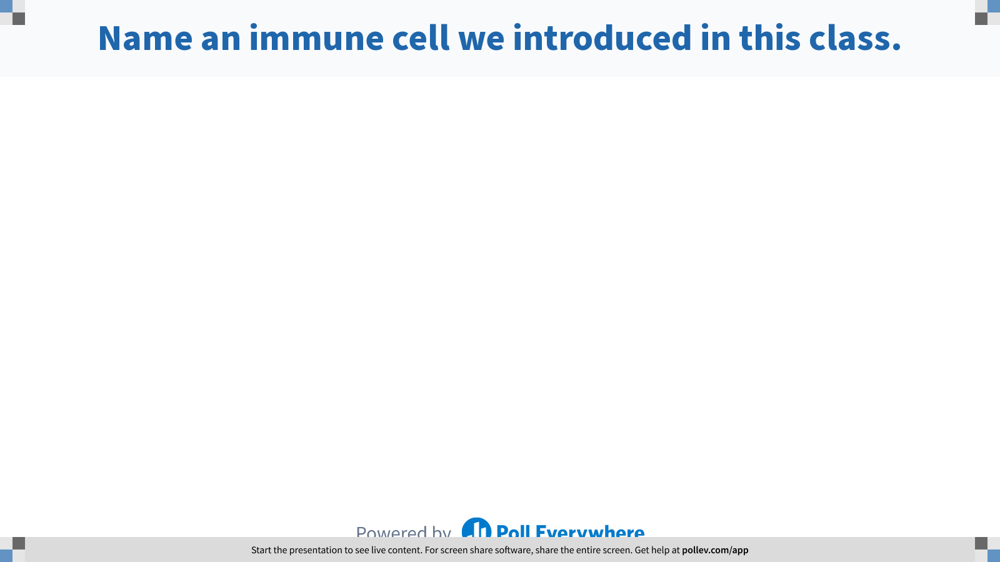 Name an immune cell we introduced in this class.
Powered by Poll Everywhere
Start the presentation to see live content. For screen share software, share the entire screen. Get help at pollev.com/app